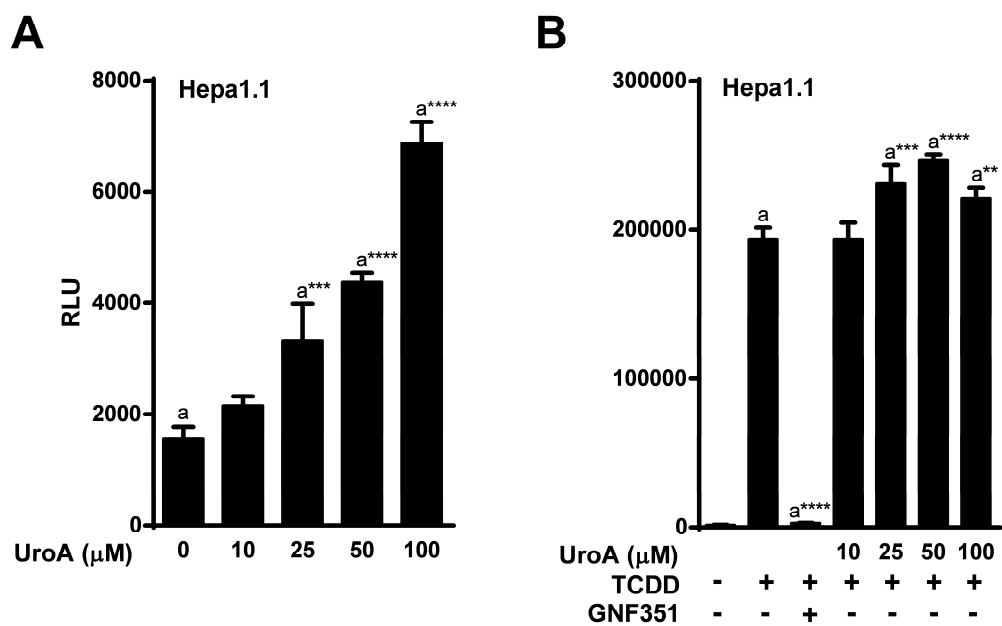 A
8000
Hepa1.1
a****
6000
a****
RLU
a***
4000
a
2000
0
UroA (μM) 0 10 25 50 100
B
300000
Hepa1.1
a****
a***
a**
a
200000
100000
a****
0
UroA (μM) 10 25 50 100
TCDD - + + + + + +
GNF351 - - + - - - -